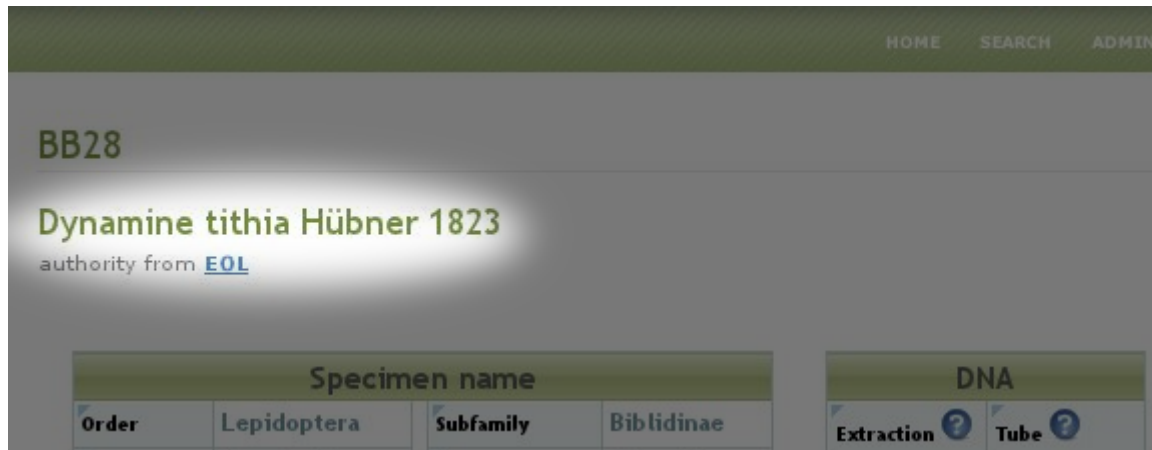 HOME SEARCH ADMIN
BB28
Dynamine tithia Hübner 1823
authority from EOL
Specimen name DNA
Order Lepidoptera Subfamily Biblidinae Extraction ? Tube ?